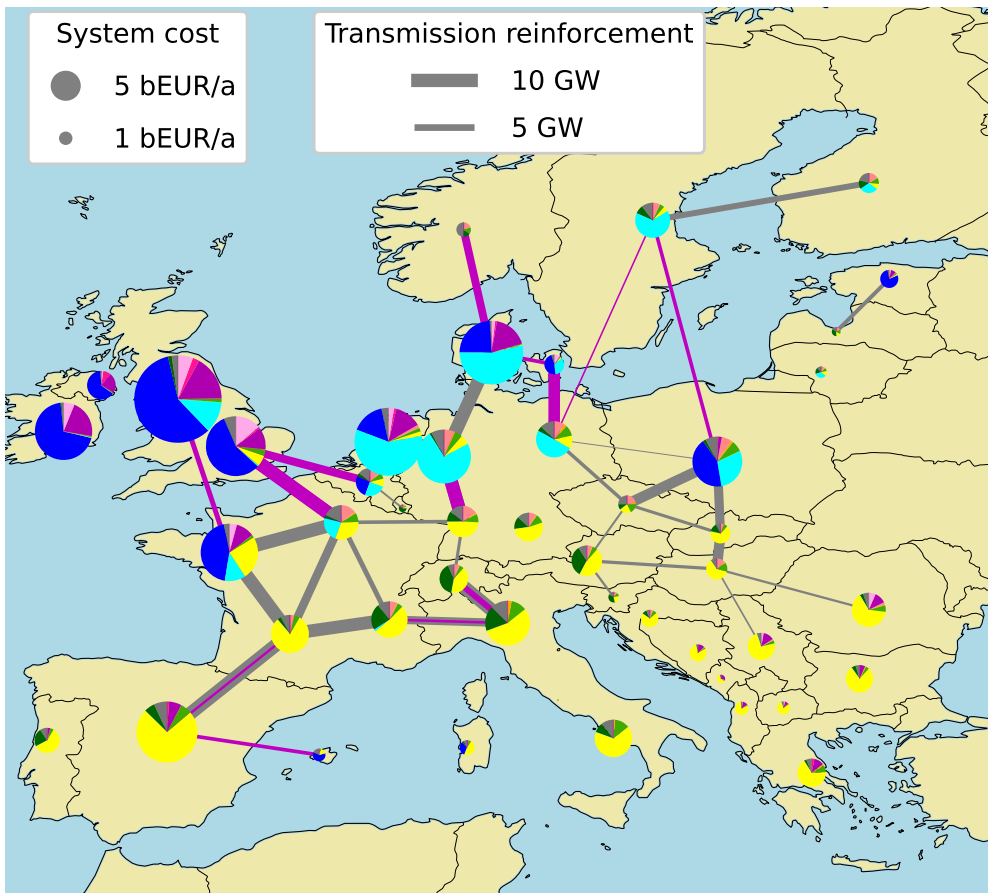 System cost
5 bEUR/a
1 bEUR/a
Transmission reinforcement
10 GW
5 GW